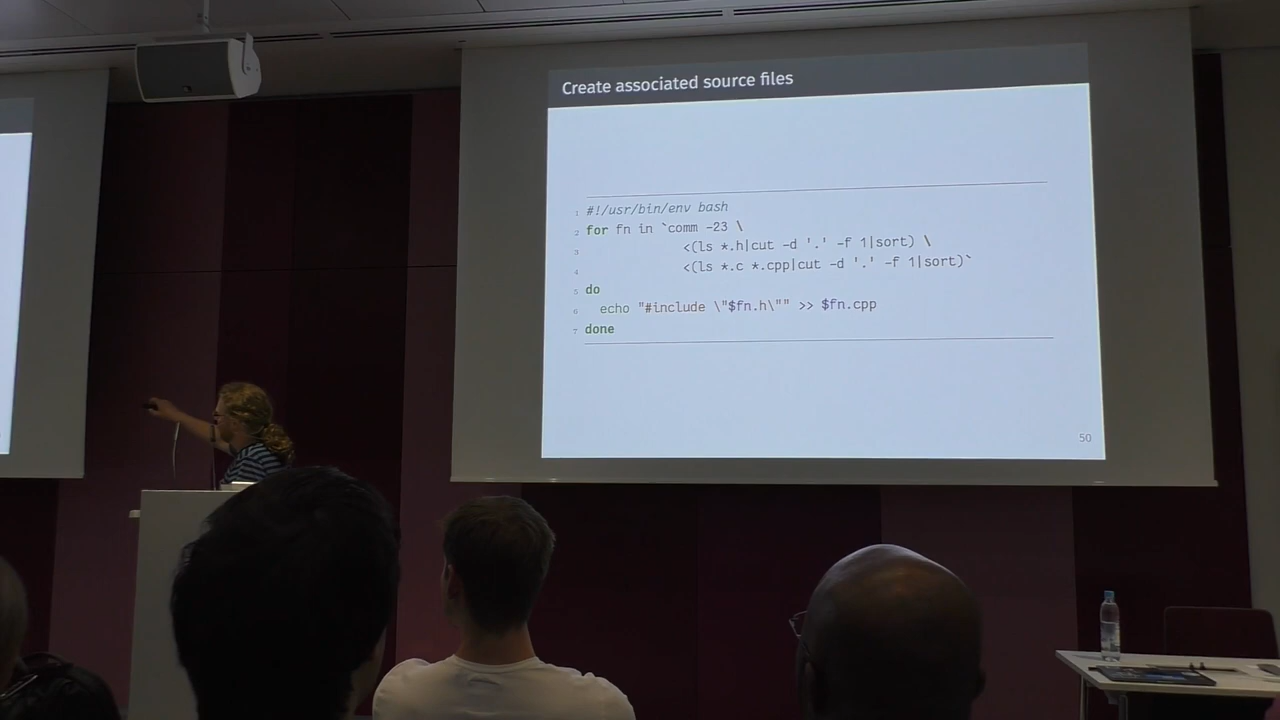 Create associated source files
1 #!/usr/bin/env bash
2 for fn in `comm -23 \
3 <(ls *.h|cut -d '.' -f 1|sort) \
4 <(ls *.c *.cpp|cut -d '.' -f 1|sort)`
5 do
6 echo "#include \"$fn.h\"" >> $fn.cpp
7 done
50